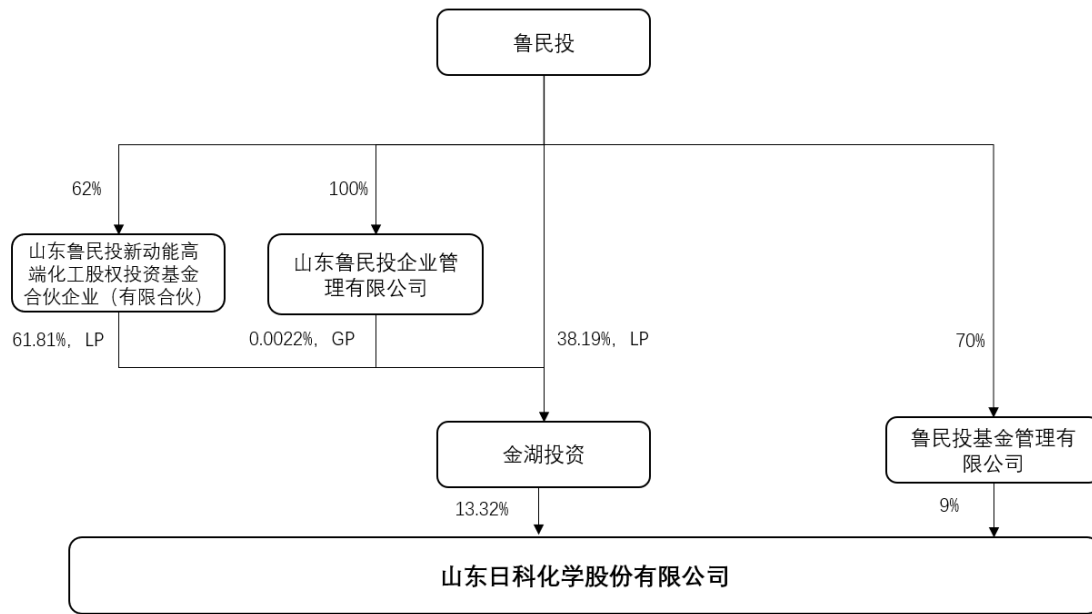 鲁民投
62%
100%
山东鲁民投新动能高
端化工股权投资基金
合伙企业（有限合伙）
山东鲁民投企业管
理有限公司
61.81%，LP
0.0022%，GP
38.19%，LP
70%
金湖投资
鲁民投基金管理有
限公司
13.32%
9%
山东日科化学股份有限公司